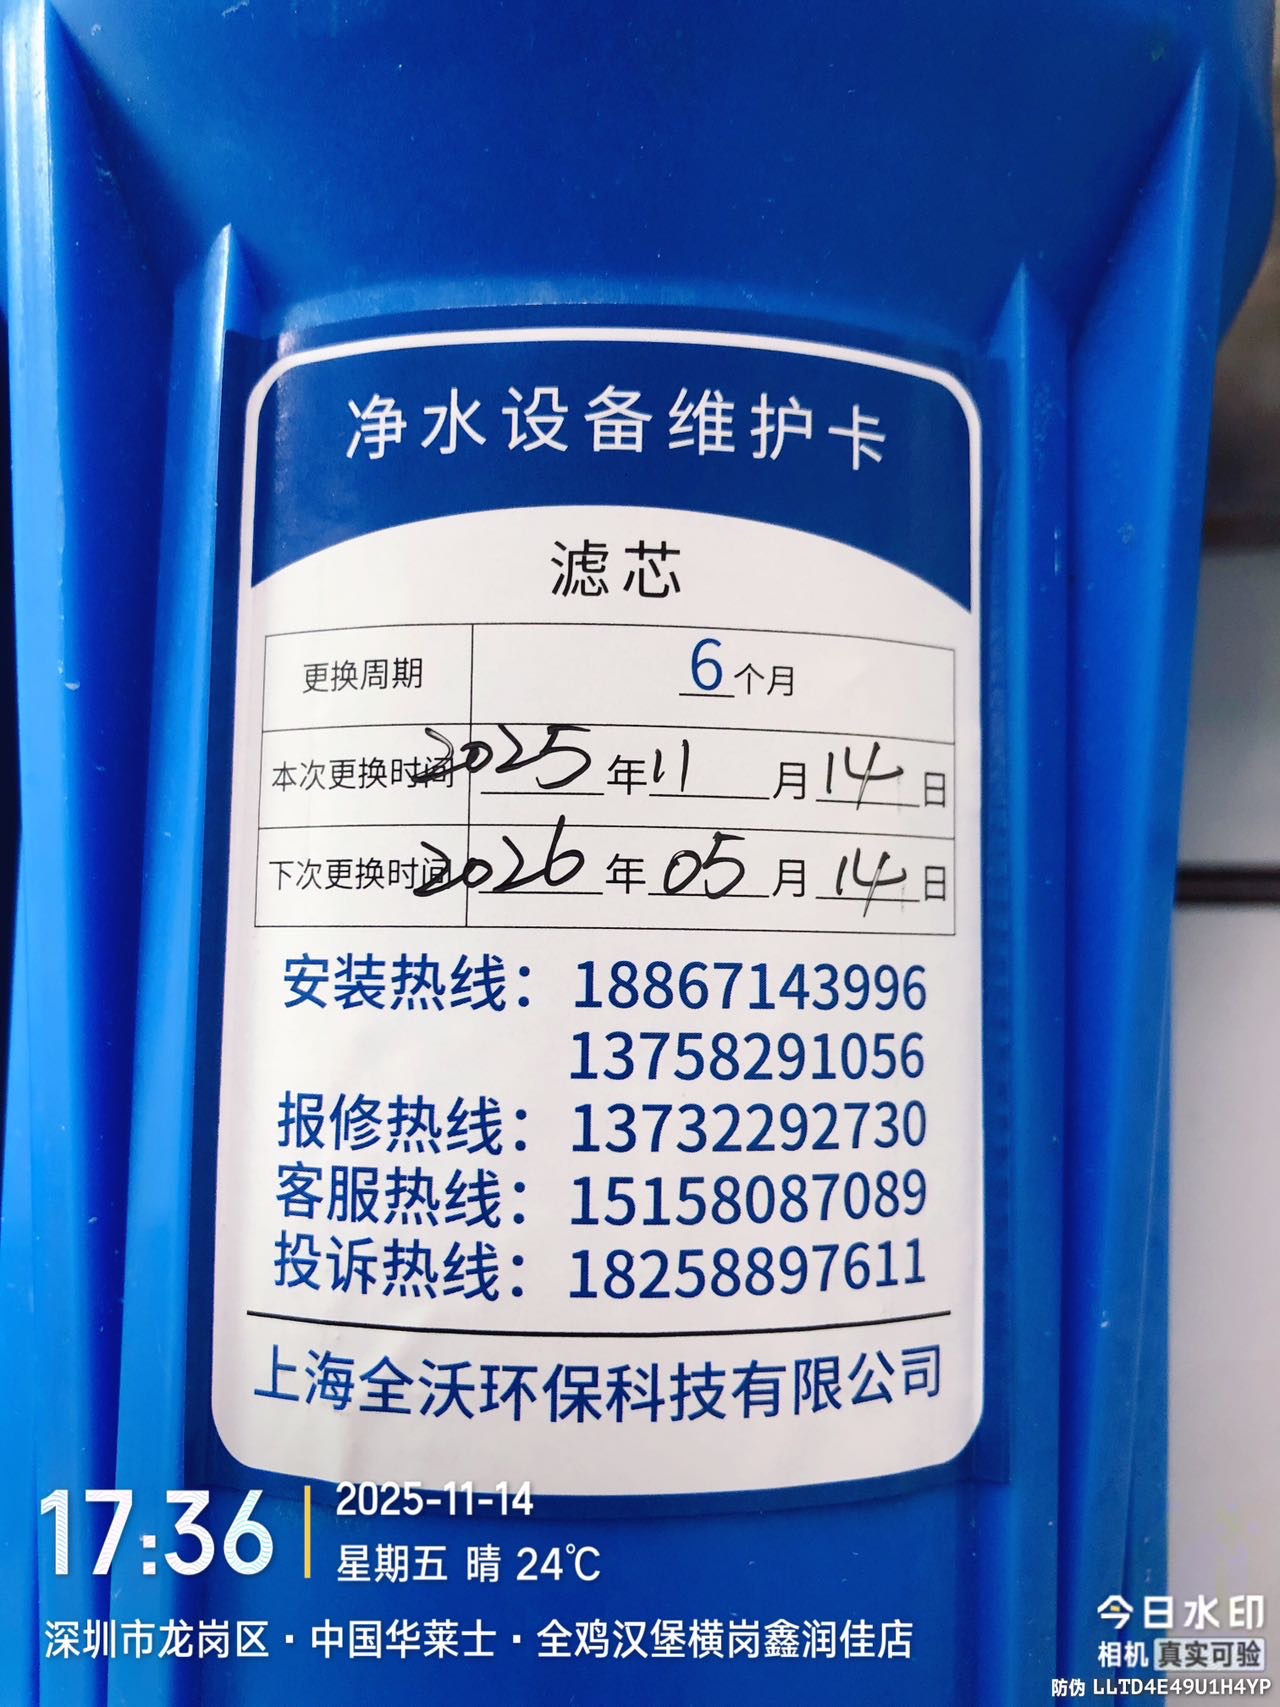 净水设备维护卡
滤芯
更换周期 6个月
本次更换时间 2025年11月14日
下次更换时间 2026年05月14日
安装热线：18867143996
13758291056
报修热线：13732292730
客服热线：15158087089
投诉热线：18258897611
上海全沃环保科技有限公司
17:36
2025-11-14
星期五 晴 24℃
深圳市龙岗区·中国华莱士·全鸡汉堡横岗鑫润佳店
今日水印
相机 真实可验
防伪 LLTD4E49U1H4YP